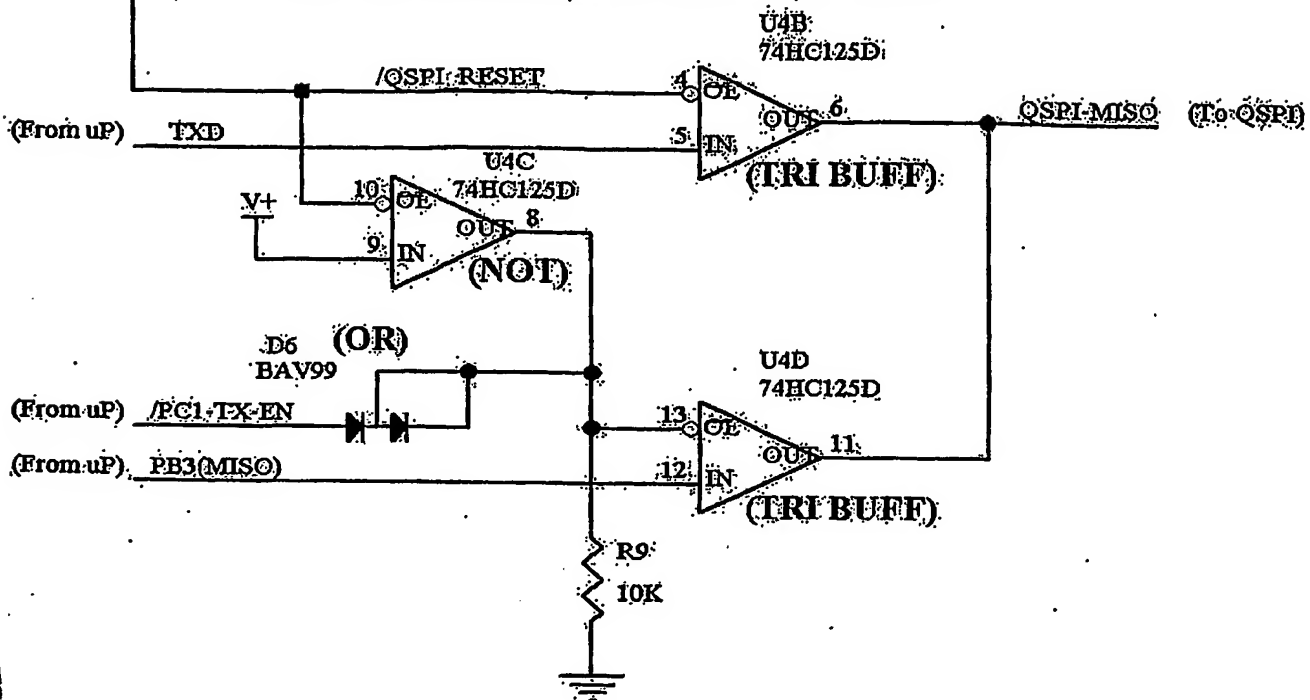 U4B
74HC125D
/QSPI-RESET
4
OE
OUT
6
QSPI-MISO
(To QSPI)
(From uP)
TXD
5
IN
(TRI BUFF)
U4C
74HC125D
10
OE
V+
OUT
8
9
IN
(NOT)
D6
(OR)
BAV99
U4D
74HC125D
(From uP)
/PC1-TX-EN
13
OE
OUT
11
(From uP)
PB3(MISO)
12
IN
(TRI BUFF)
R9
10K